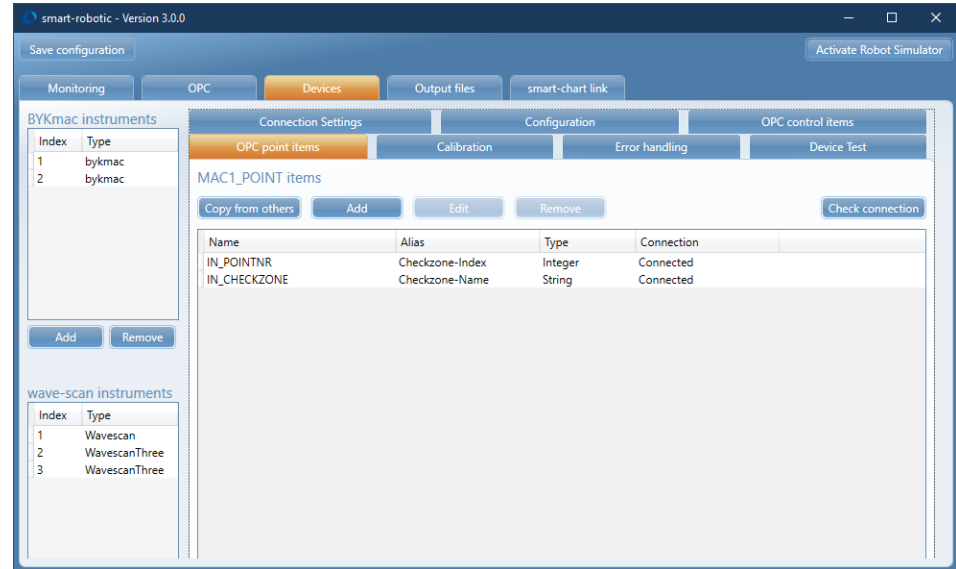 smart-robotic - Version 3.0.0
Save configuration
Activate Robot Simulator
Monitoring OPC Devices Output files smart-chart link
BYKmac instruments
Index Type
1 bykmac
2 bykmac
Add Remove
wave-scan instruments
Index Type
1 Wavescan
2 WavescanThree
3 WavescanThree
Connection Settings Configuration OPC control items
OPC point items Calibration Error handling Device Test
MAC1_POINT items
Copy from others Add Edit Remove Check connection
Name Alias Type Connection
IN_POINTNR Checkzone-Index Integer Connected
IN_CHECKZONE Checkzone-Name String Connected